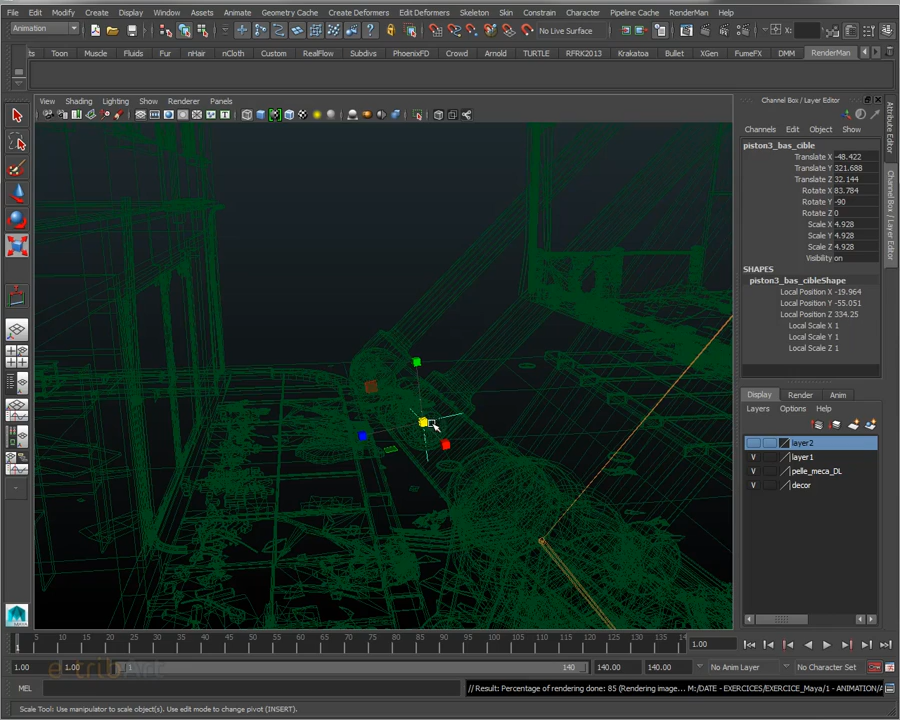 File Edit Modify Create Display Window Assets Animate Geometry Cache Create Deformers Edit Deformers Skeleton Skin Constrain Character Pipeline Cache RenderMan Help
Animation No Live Surface X:
ts Toon Muscle Fluids Fur nHair nCloth Custom RealFlow Subdivs PhoenixFD Crowd Arnold TURTLE RFRK2013 Krakatoa Bullet XGen FumeFX DMM RenderMan
View Shading Lighting Show Renderer Panels
Channel Box / Layer Editor
Channels Edit Object Show
piston3_bas_cible
Translate X -48.422
Translate Y 321.688
Translate Z 32.144
Rotate X 83.784
Rotate Y -90
Rotate Z 0
Scale X 4.928
Scale Y 4.928
Scale Z 4.928
Visibility on
SHAPES
piston3_bas_cibleShape
Local Position X -19.964
Local Position Y -55.051
Local Position Z 334.25
Local Scale X 1
Local Scale Y 1
Local Scale Z 1
Attribute Editor
Channel Box / Layer Editor
Display Render Anim
Layers Options Help
layer2
V layer1
V pelle_meca_DL
V decor
MAYA
1 5 10 15 20 25 30 35 40 45 50 55 60 65 70 75 80 85 90 95 100 105 110 115 120 125 130 135 14
1.00
1.00 1.00 1 140 140.00 140.00 No Anim Layer No Character Set
e-tribArt
MEL // Result: Percentage of rendering done: 85 (Rendering image... M:/DATE - EXERCICES/EXERCICE_Maya/1 - ANIMATION/A
Scale Tool: Use manipulator to scale object(s). Use edit mode to change pivot (INSERT).